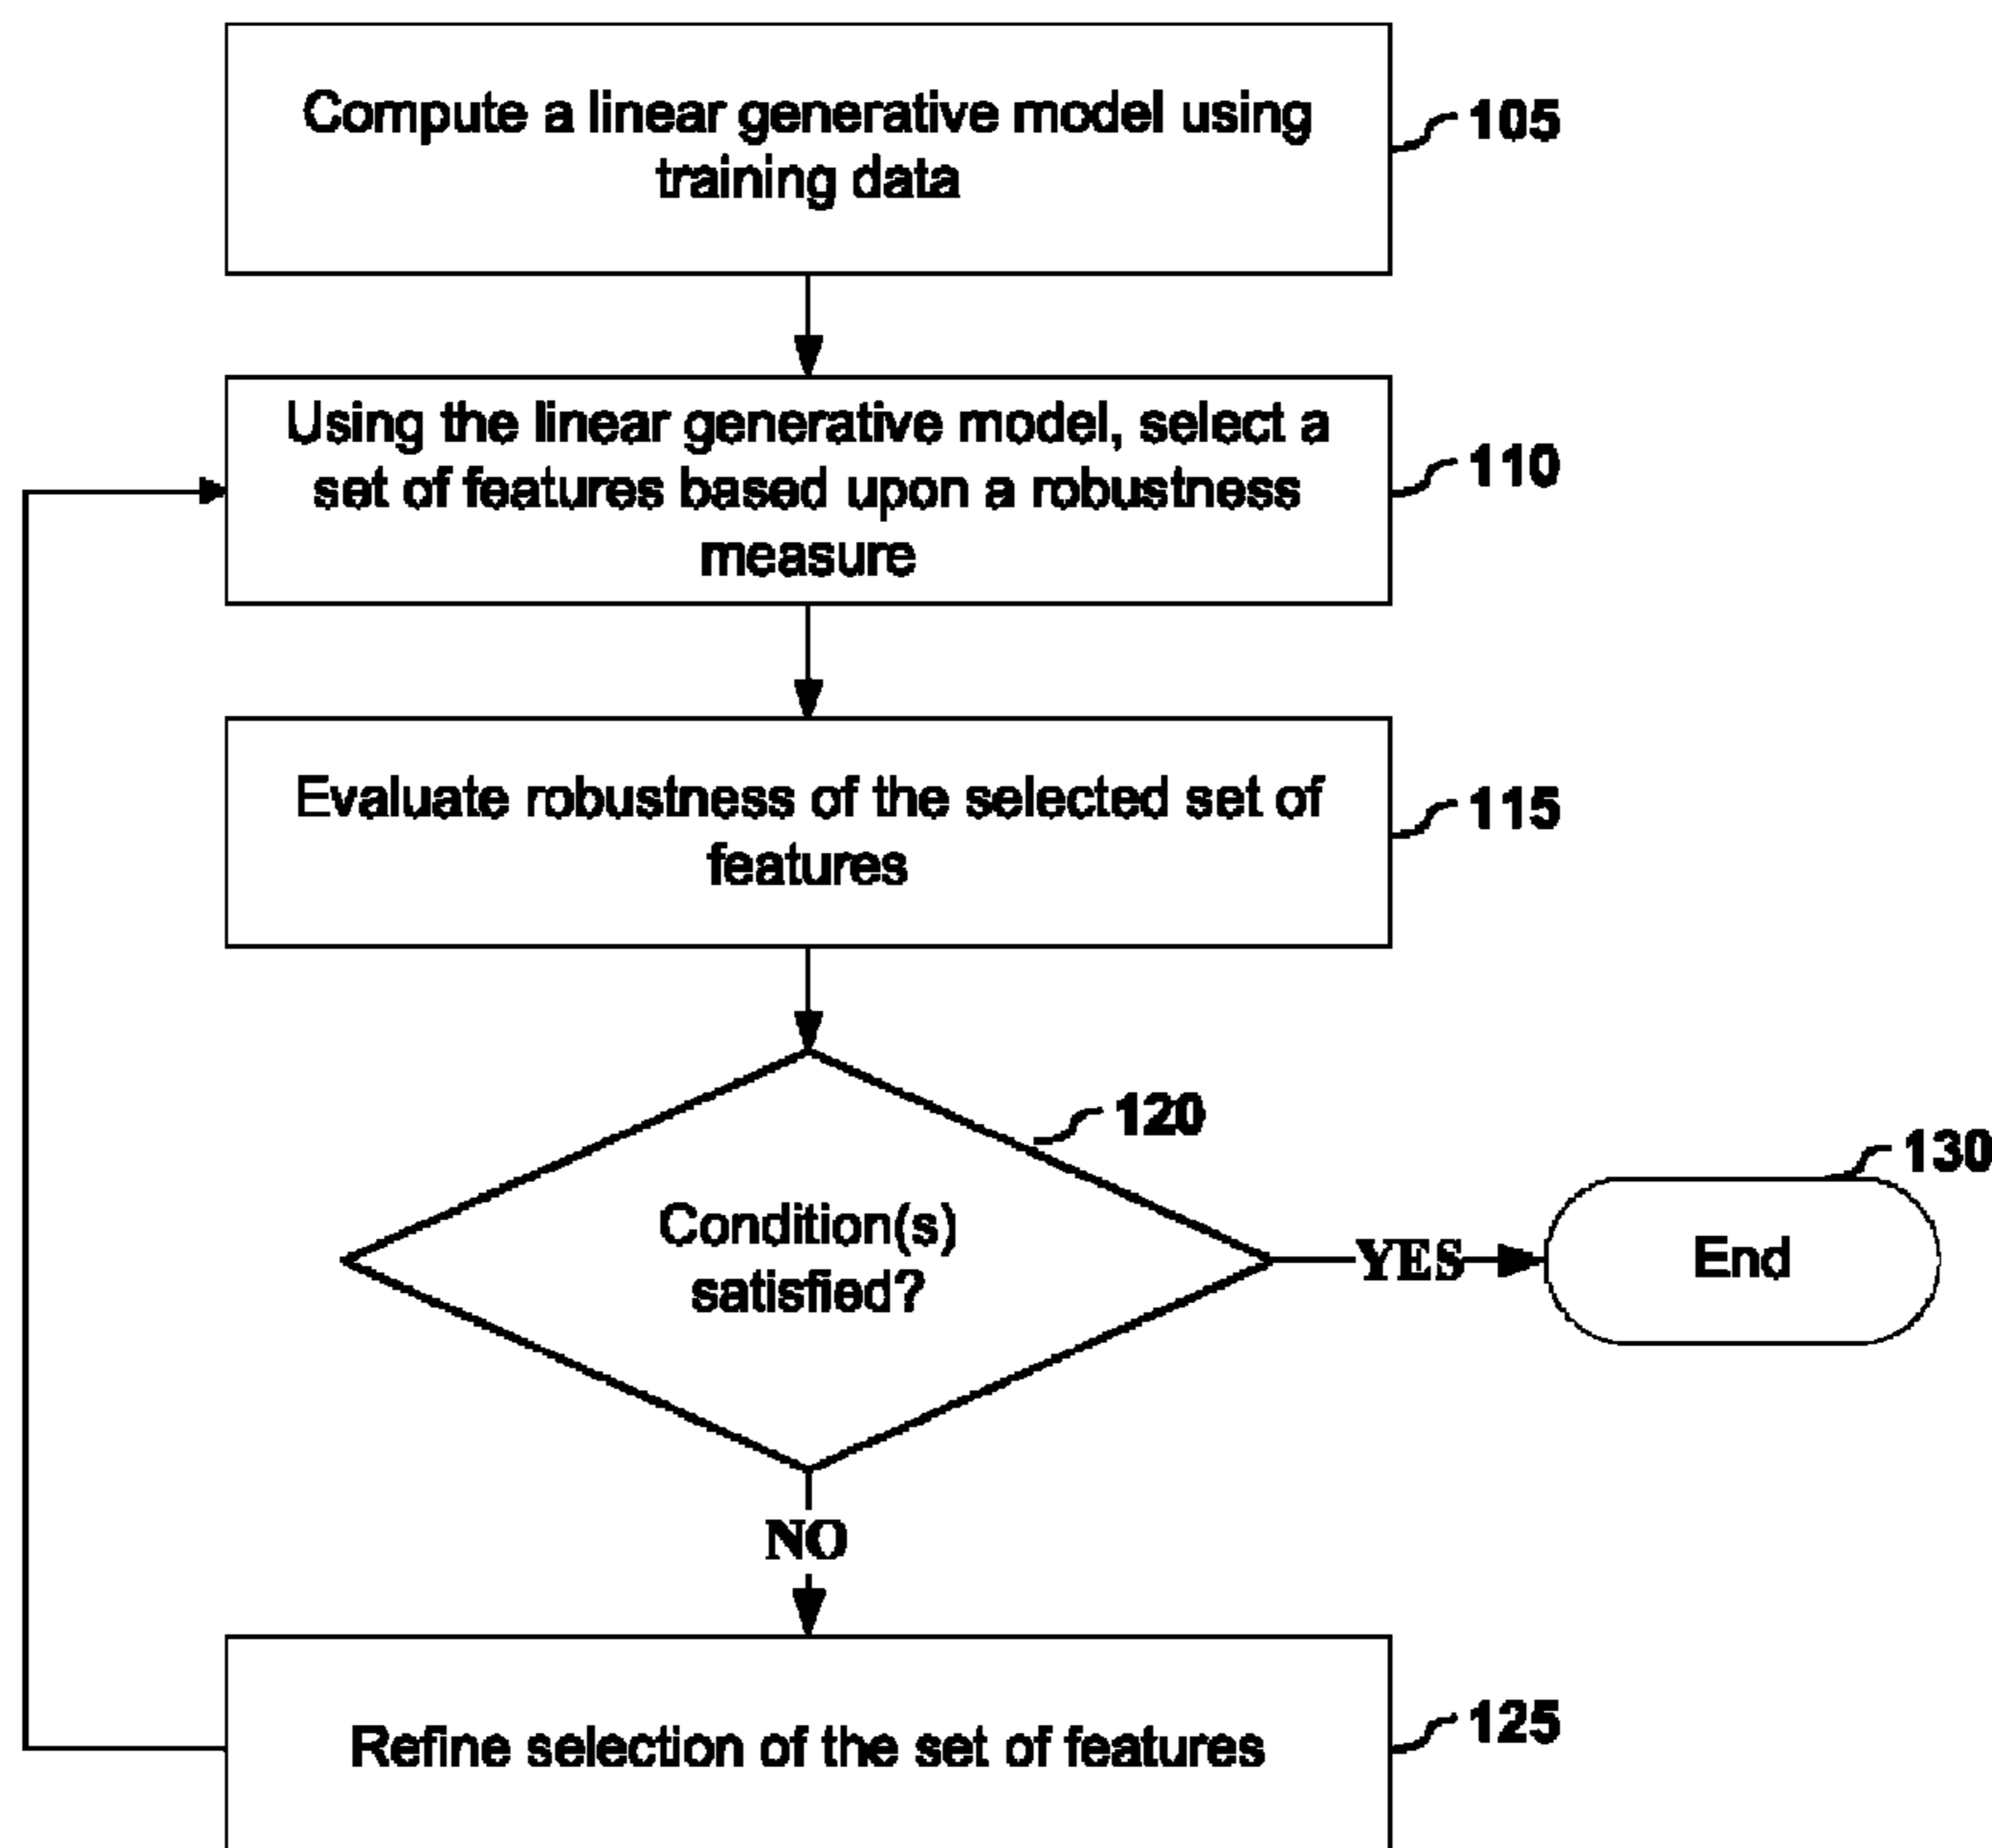 Compute a linear generative model using
training data
105
Using the linear generative model, select a
set of features based upon a robustness
measure
110
Evaluate robustness of the selected set of
features
115
120
Condition(s)
satisfied?
YES
130
End
NO
Refine selection of the set of features
125